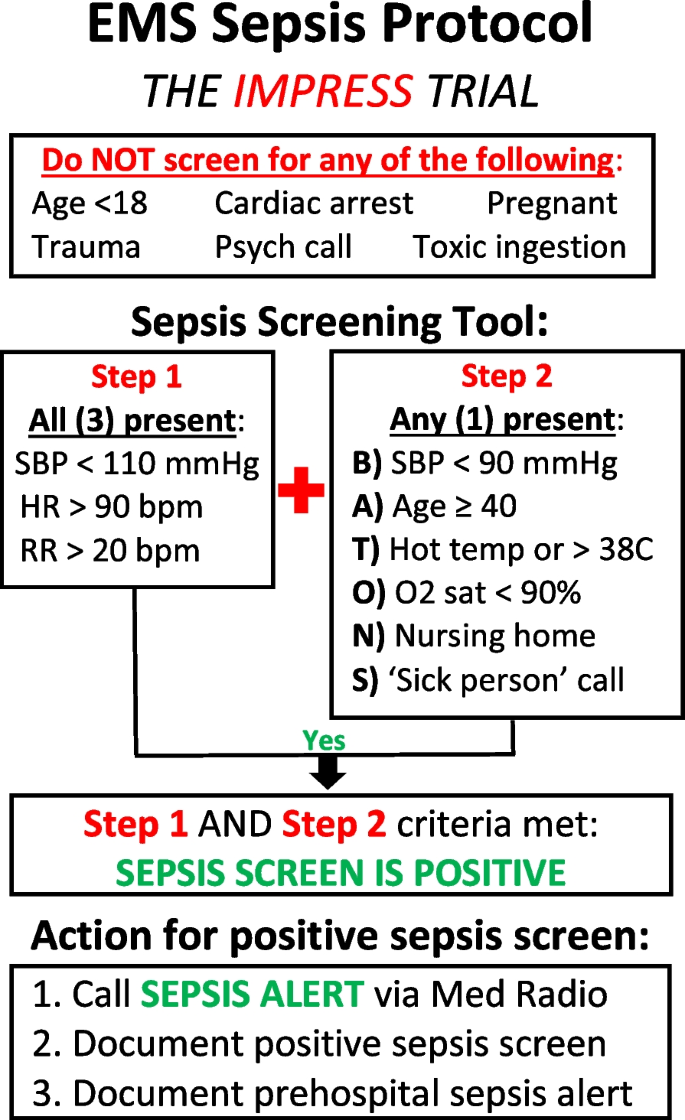 EMS Sepsis Protocol
THE IMPRESS TRIAL
Do NOT screen for any of the following:
Age <18 Cardiac arrest Pregnant
Trauma Psych call Toxic ingestion
Sepsis Screening Tool:
Step 1
All (3) present:
SBP < 110 mmHg
HR > 90 bpm
RR > 20 bpm
+
Step 2
Any (1) present:
B) SBP < 90 mmHg
A) Age ≥ 40
T) Hot temp or > 38C
O) O2 sat < 90%
N) Nursing home
S) ‘Sick person’ call
Yes
Step 1 AND Step 2 criteria met:
SEPSIS SCREEN IS POSITIVE
Action for positive sepsis screen:
1. Call SEPSIS ALERT via Med Radio
2. Document positive sepsis screen
3. Document prehospital sepsis alert